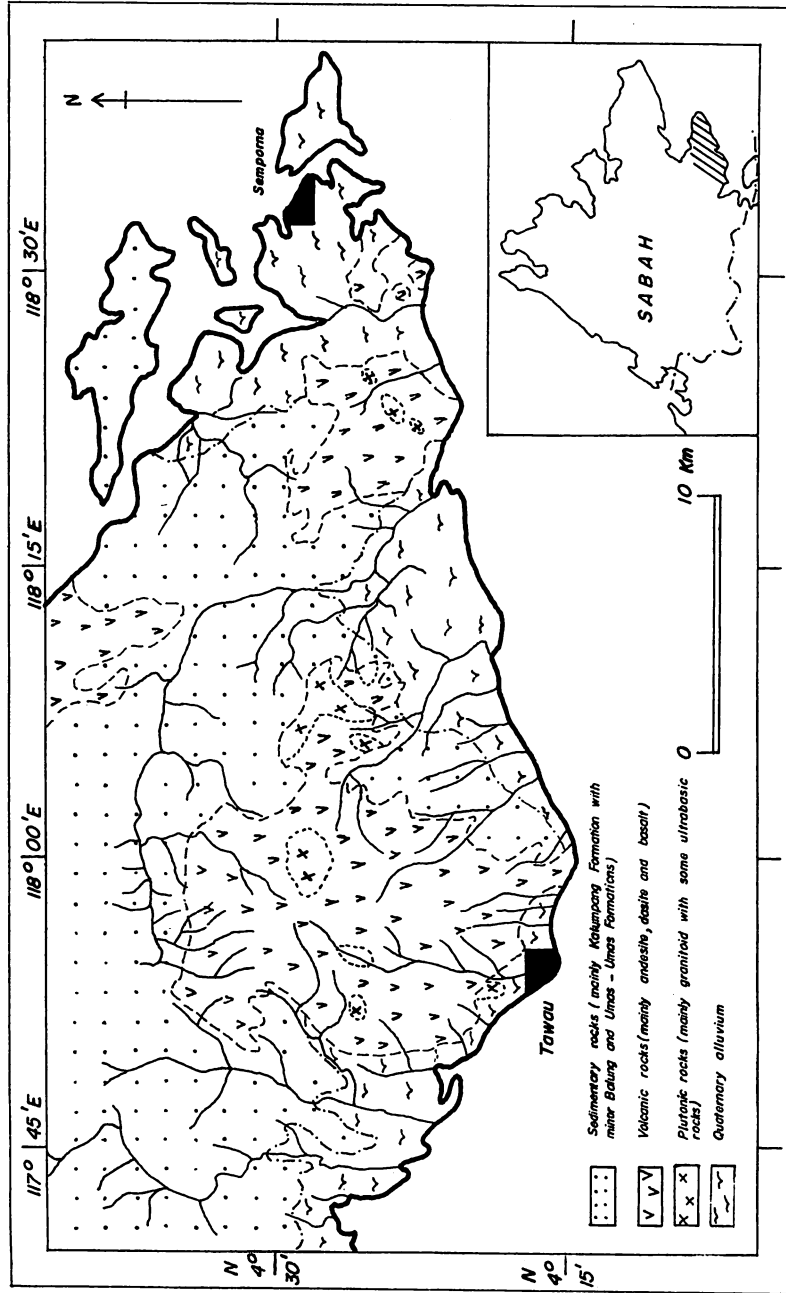 117° 45' E
118° 00' E
118° 15' E
118° 30' E
N
4°
30'
N
4°
15'
N
Semporna
Tawau
SABAH
0 10 Km
Sedimentary rocks (mainly Kalumpang Formation with
minor Balung and Umas - Umas Formations)
Volcanic rocks (mainly andesite, dasite and basalt)
Plutonic rocks (mainly granitoid with some ultrabasic
rocks)
Quaternary alluvium